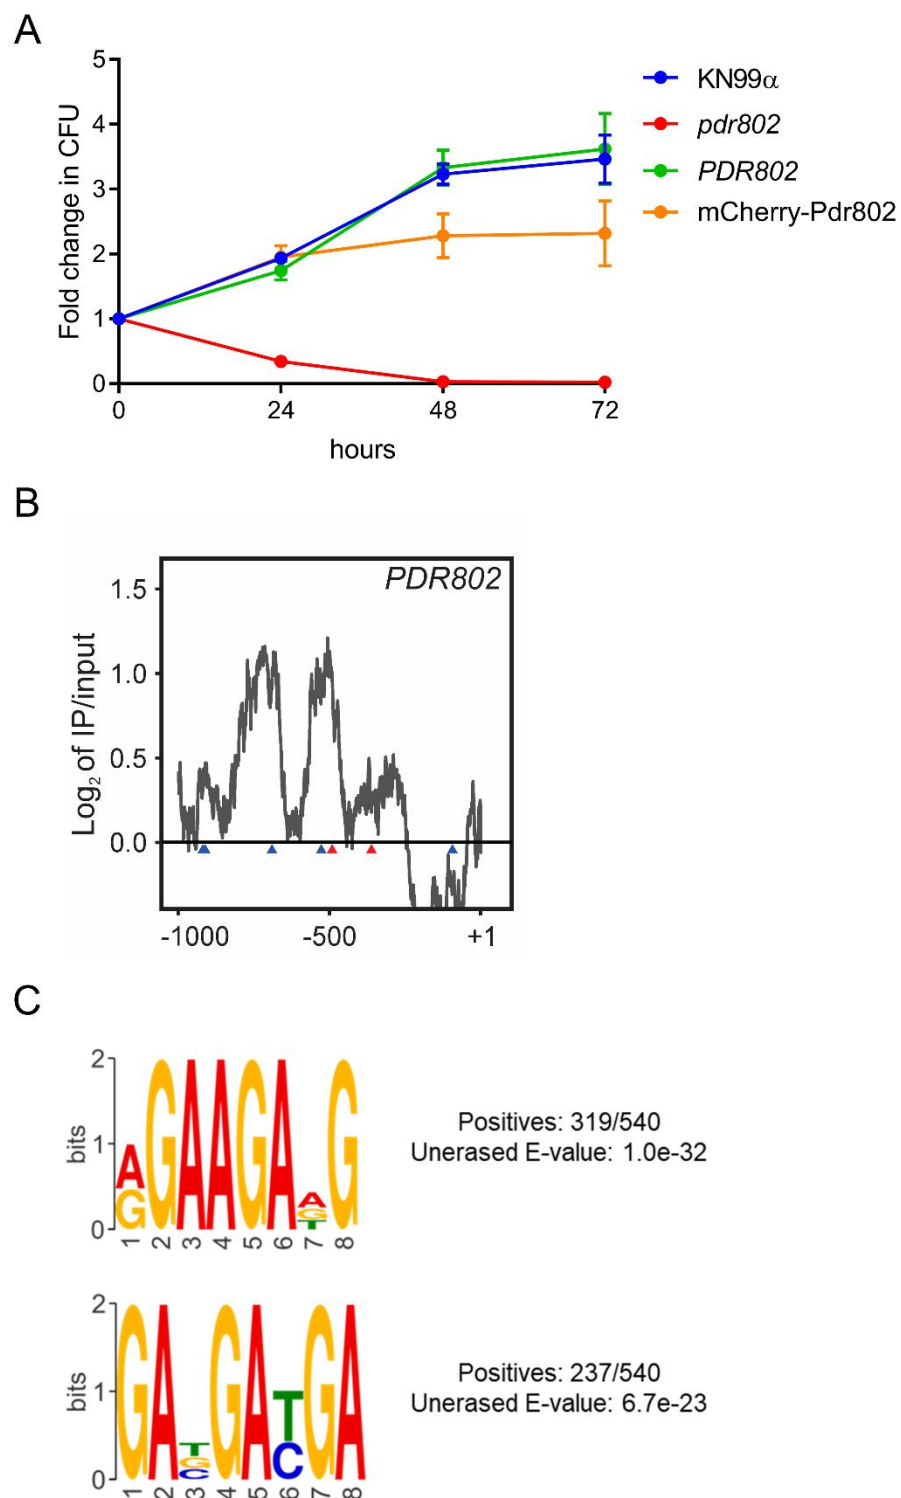 A
5
4
3
2
1
0
Fold change in CFU
0 24 48 72
hours
KN99α
pdr802
PDR802
mCherry-Pdr802
B
PDR802
1.5
1.0
0.5
0.0
Log2 of IP/input
-1000 -500 +1
C
2
1
0
bits
AG G A A G A AGT G
1 2 3 4 5 6 7 8
Positives: 319/540
Unerased E-value: 1.0e-32
2
1
0
bits
G A TGC G A TC G A
1 2 3 4 5 6 7 8
Positives: 237/540
Unerased E-value: 6.7e-23